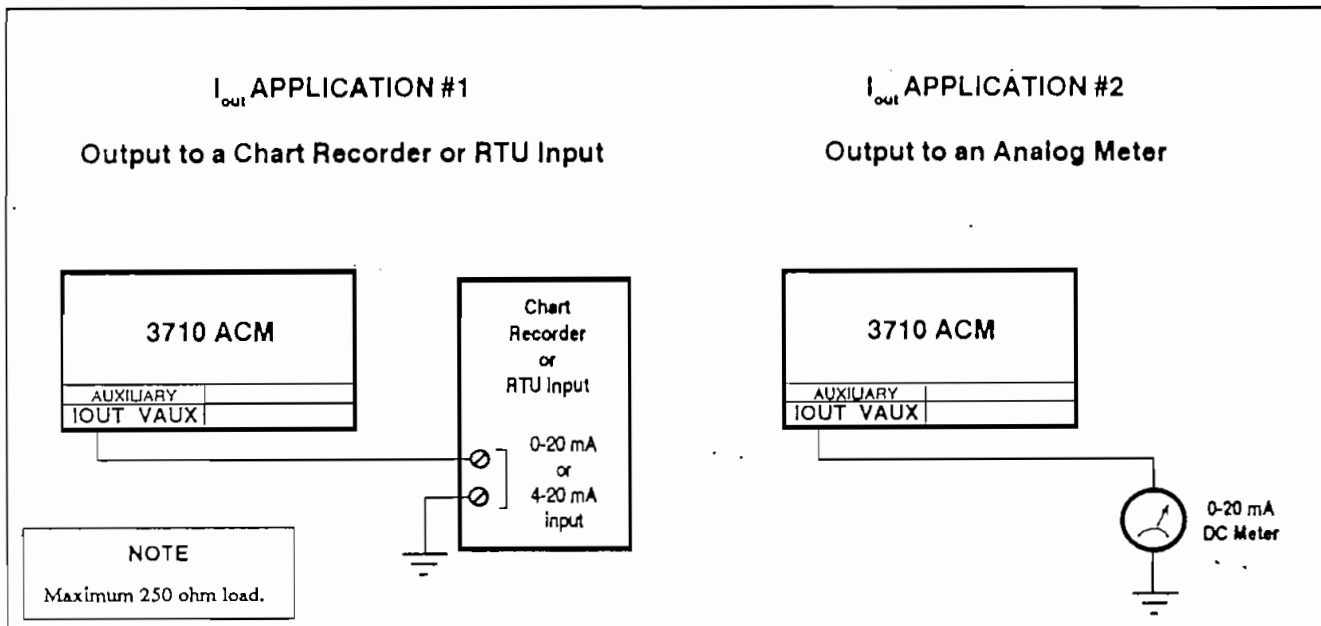 I_out APPLICATION #1
Output to a Chart Recorder or RTU Input
3710 ACM
AUXILIARY
IOUT VAUX
Chart
Recorder
or
RTU Input
0-20 mA
or
4-20 mA
input
NOTE
Maximum 250 ohm load.
I_out APPLICATION #2
Output to an Analog Meter
3710 ACM
AUXILIARY
IOUT VAUX
0-20 mA
DC Meter